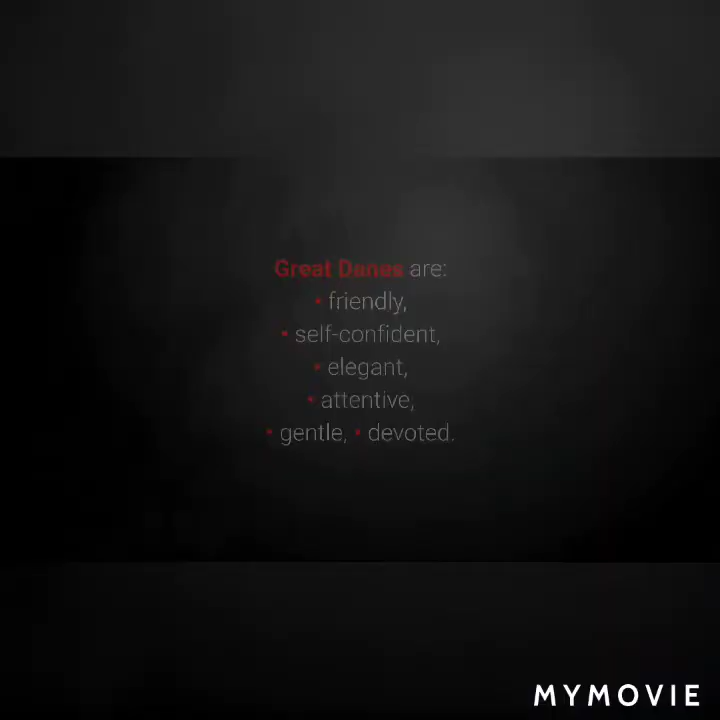 Great Danes are:
• friendly,
• self-confident,
• elegant,
• attentive,
• gentle, • devoted.
MYMOVIE